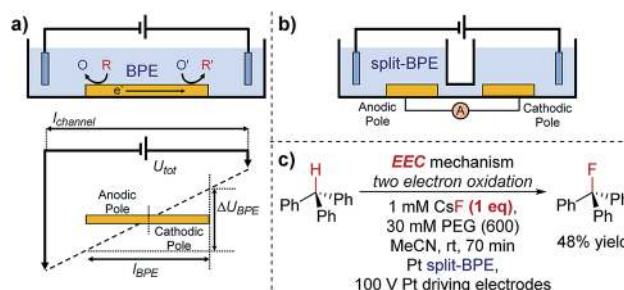 a)
O R BPE O' R'
e⁻
l_channel
U_tot
Anodic
Pole
Cathodic
Pole
ΔU_BPE
l_BPE
b)
split-BPE
Anodic
Pole
A
Cathodic
Pole
c)
H
Ph Ph
Ph
EEC mechanism
two electron oxidation
1 mM CsF (1 eq),
30 mM PEG (600)
MeCN, rt, 70 min
Pt split-BPE,
100 V Pt driving electrodes
F
Ph Ph
Ph
48% yield